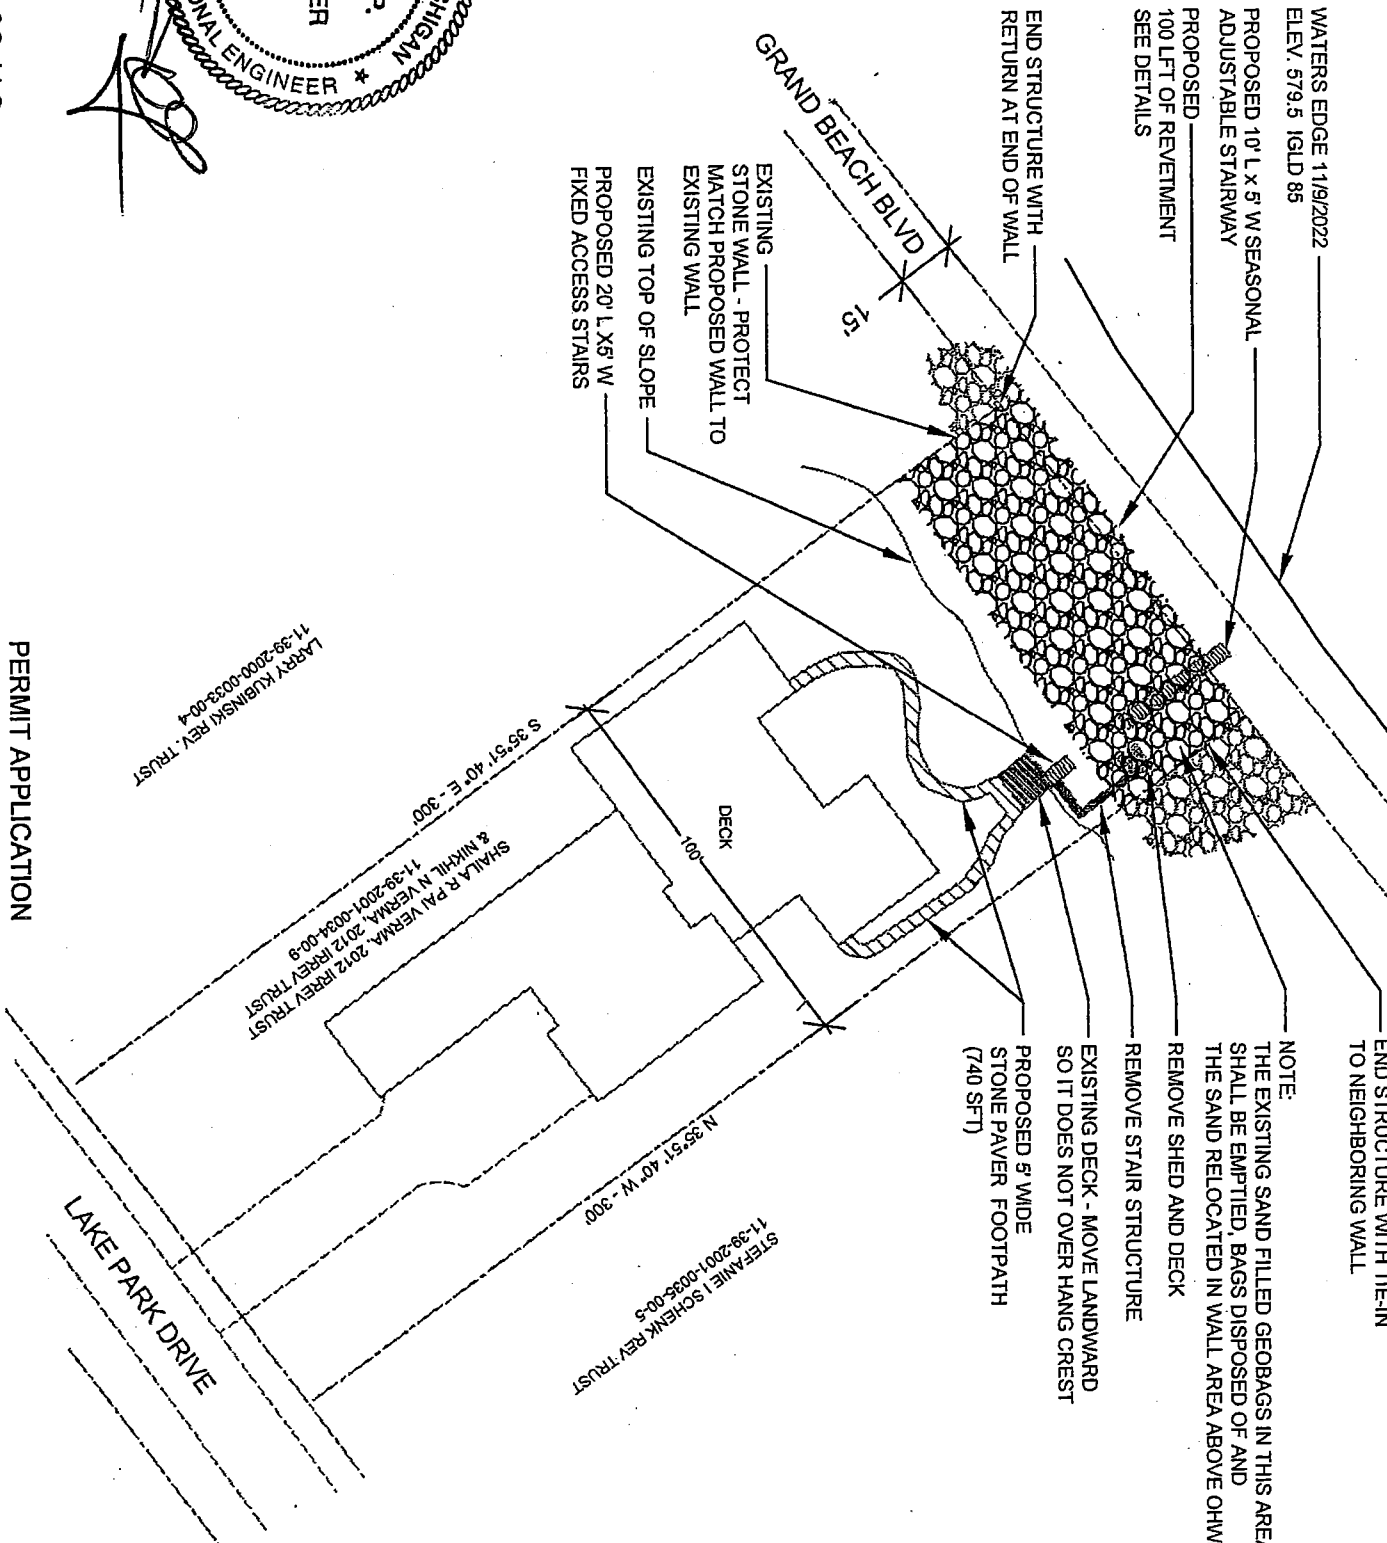 WATERS EDGE 11/9/2022
ELEV. 579.5 IGLD 85
PROPOSED 10' L x 5' W SEASONAL
ADJUSTABLE STAIRWAY
PROPOSED
100 LFT OF REVETMENT
SEE DETAILS
END STRUCTURE WITH
RETURN AT END OF WALL
GRAND BEACH BLVD
15'
EXISTING
STONE WALL - PROTECT
MATCH PROPOSED WALL TO
EXISTING WALL
EXISTING TOP OF SLOPE
PROPOSED 20' L X5' W
FIXED ACCESS STAIRS
END STRUCTURE WITH TIE-IN
TO NEIGHBORING WALL
NOTE:
THE EXISTING SAND FILLED GEOBAGS IN THIS AREA
SHALL BE EMPTIED, BAGS DISPOSED OF AND
THE SAND RELOCATED IN WALL AREA ABOVE OHW
REMOVE SHED AND DECK
REMOVE STAIR STRUCTURE
EXISTING DECK - MOVE LANDWARD
SO IT DOES NOT OVER HANG CREST
PROPOSED 5' WIDE
STONE PAVER FOOTPATH
(740 SFT)
DECK
100'
S 35°51' 40" E - 300'
N 35°51' 40" W - 300'
LARRY KUBINSKI REV. TRUST
11-39-2000-0033-00-4
SHAILA R PAI VERMA, 2012 IRREV TRUST
& NIKHIL N VERMA, 2012 IRREV TRUST
11-39-2001-0034-00-9
STEFANIE I SCHENK REV TRUST
11-39-2001-0035-00-5
LAKE PARK DRIVE
PERMIT APPLICATION
ONAL ENGINEER
HIGAN
P.
ER